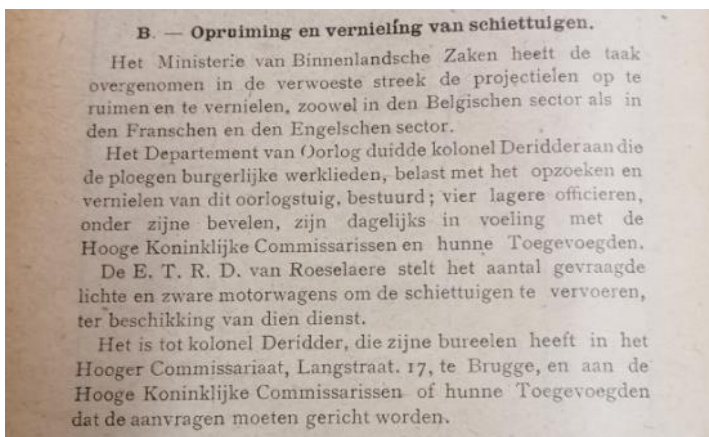 B. — Opruiming en vernieling van schiettuigen.
Het Ministerie van Binnenlandsche Zaken heeft de taak
overgenomen in de verwoeste streek de projectielen op te
ruimen en te vernielen, zoowel in den Belgischen sector als in
den Franschen en den Engelschen sector.
Het Departement van Oorlog duidde kolonel Deridder aan die
de ploegen burgerlijke werklieden, belast met het opzoeken en
vernielen van dit oorlogstuig, bestuurd; vier lagere officieren,
onder zijne bevelen, zijn dagelijks in voeling met de
Hooge Koninklijke Commissarissen en hunne Toegevoegden.
De E. T. R. D. van Roeselaere stelt het aantal gevraagde
lichte en zware motorwagens om de schiettuigen te vervoeren,
ter beschikking van dien dienst.
Het is tot kolonel Deridder, die zijne bureelen heeft in het
Hooger Commissariaat, Langstraat. 17, te Brugge, en aan de
Hooge Koninklijke Commissarissen of hunne Toegevoegden
dat de aanvragen moeten gericht worden.